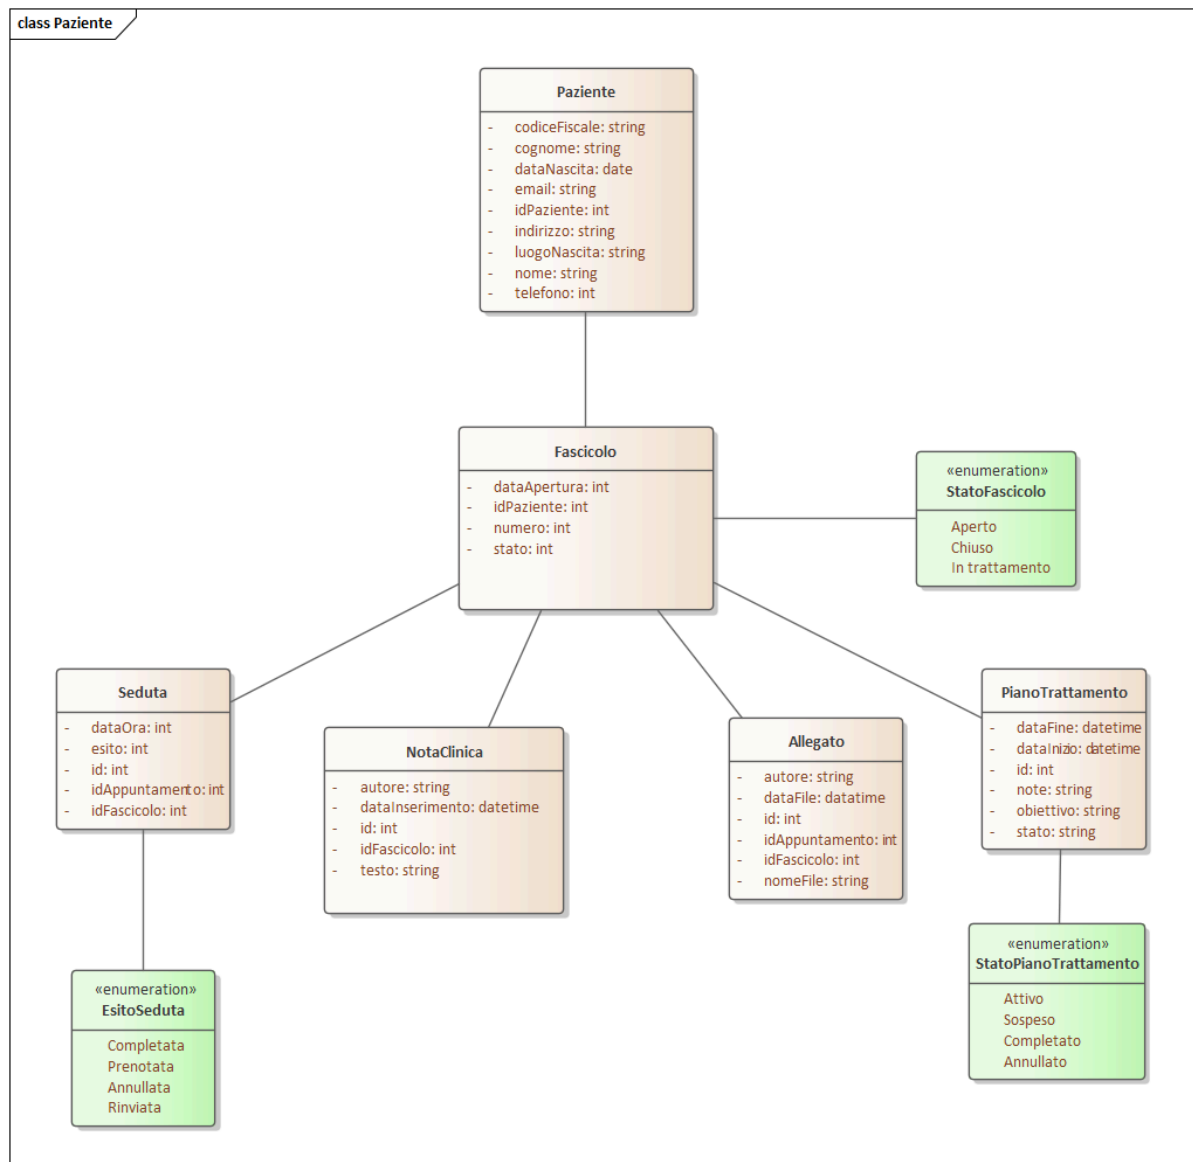 class Paziente
Paziente
- codiceFiscale: string
- cognome: string
- dataNascita: date
- email: string
- idPaziente: int
- indirizzo: string
- luogoNascita: string
- nome: string
- telefono: int
Fascicolo
- dataApertura: int
- idPaziente: int
- numero: int
- stato: int
«enumeration»
StatoFascicolo
Aperto
Chiuso
In trattamento
Seduta
- dataOra: int
- esito: int
- id: int
- idAppuntamento: int
- idFascicolo: int
NotaClinica
- autore: string
- dataInserimento: datetime
- id: int
- idFascicolo: int
- testo: string
Allegato
- autore: string
- dataFile: datatime
- id: int
- idAppuntamento: int
- idFascicolo: int
- nomeFile: string
PianoTrattamento
- dataFine: datetime
- dataInizio: datetime
- id: int
- note: string
- obiettivo: string
- stato: string
«enumeration»
EsitoSeduta
Completata
Prenotata
Annullata
Rinviata
«enumeration»
StatoPianoTrattamento
Attivo
Sospeso
Completato
Annullato